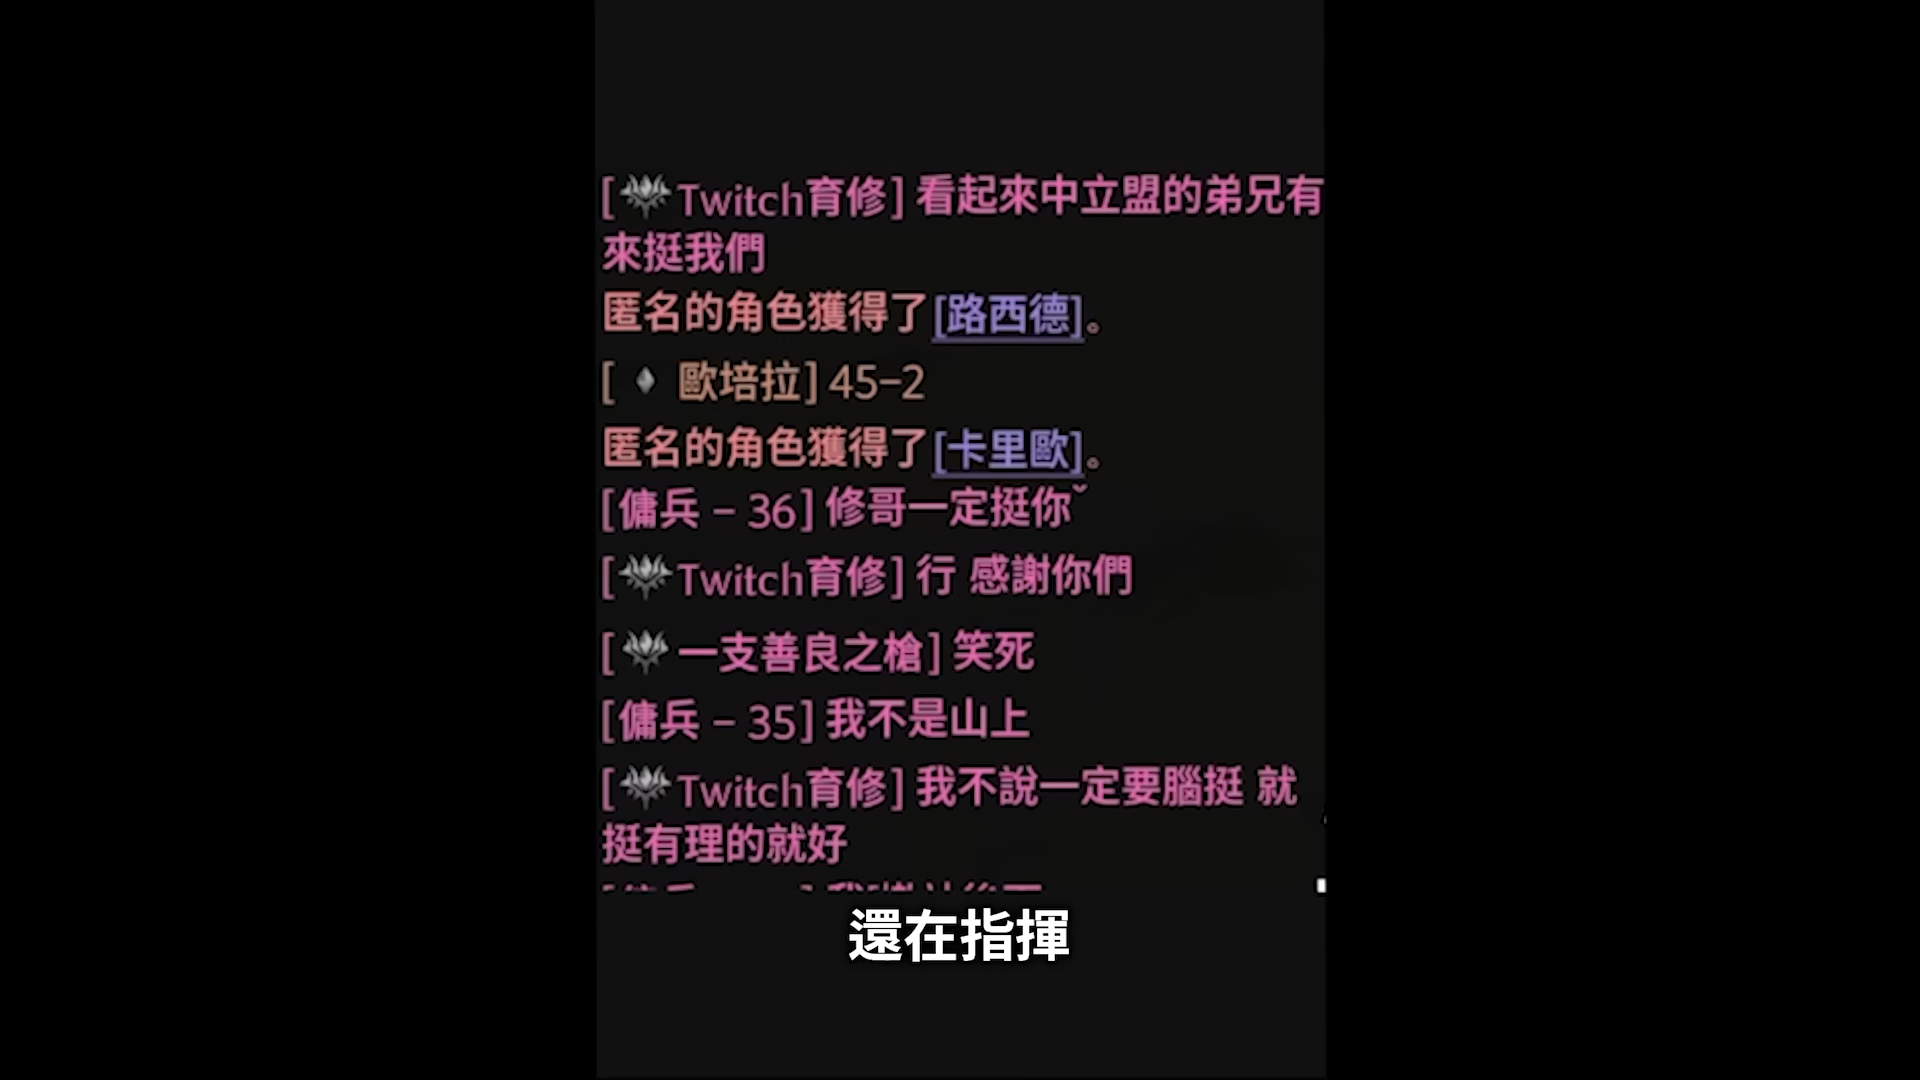 [Twitch育修] 看起來中立盟的弟兄有
來挺我們
匿名的角色獲得了[路西德]。
[歐培拉] 45-2
匿名的角色獲得了[卡里歐]。
[傭兵 - 36] 修哥一定挺你ˇ
[Twitch育修] 行 感謝你們
[一支善良之槍] 笑死
[傭兵 - 35] 我不是山上
[Twitch育修] 我不說一定要腦挺 就
挺有理的就好
還在指揮